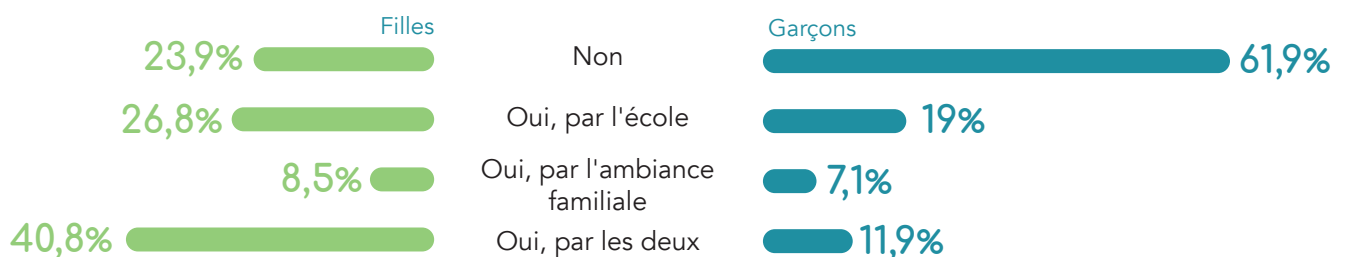 Filles Garçons
23,9% Non 61,9%
26,8% Oui, par l'école 19%
8,5% Oui, par l'ambiance 7,1%
familiale
40,8% Oui, par les deux 11,9%